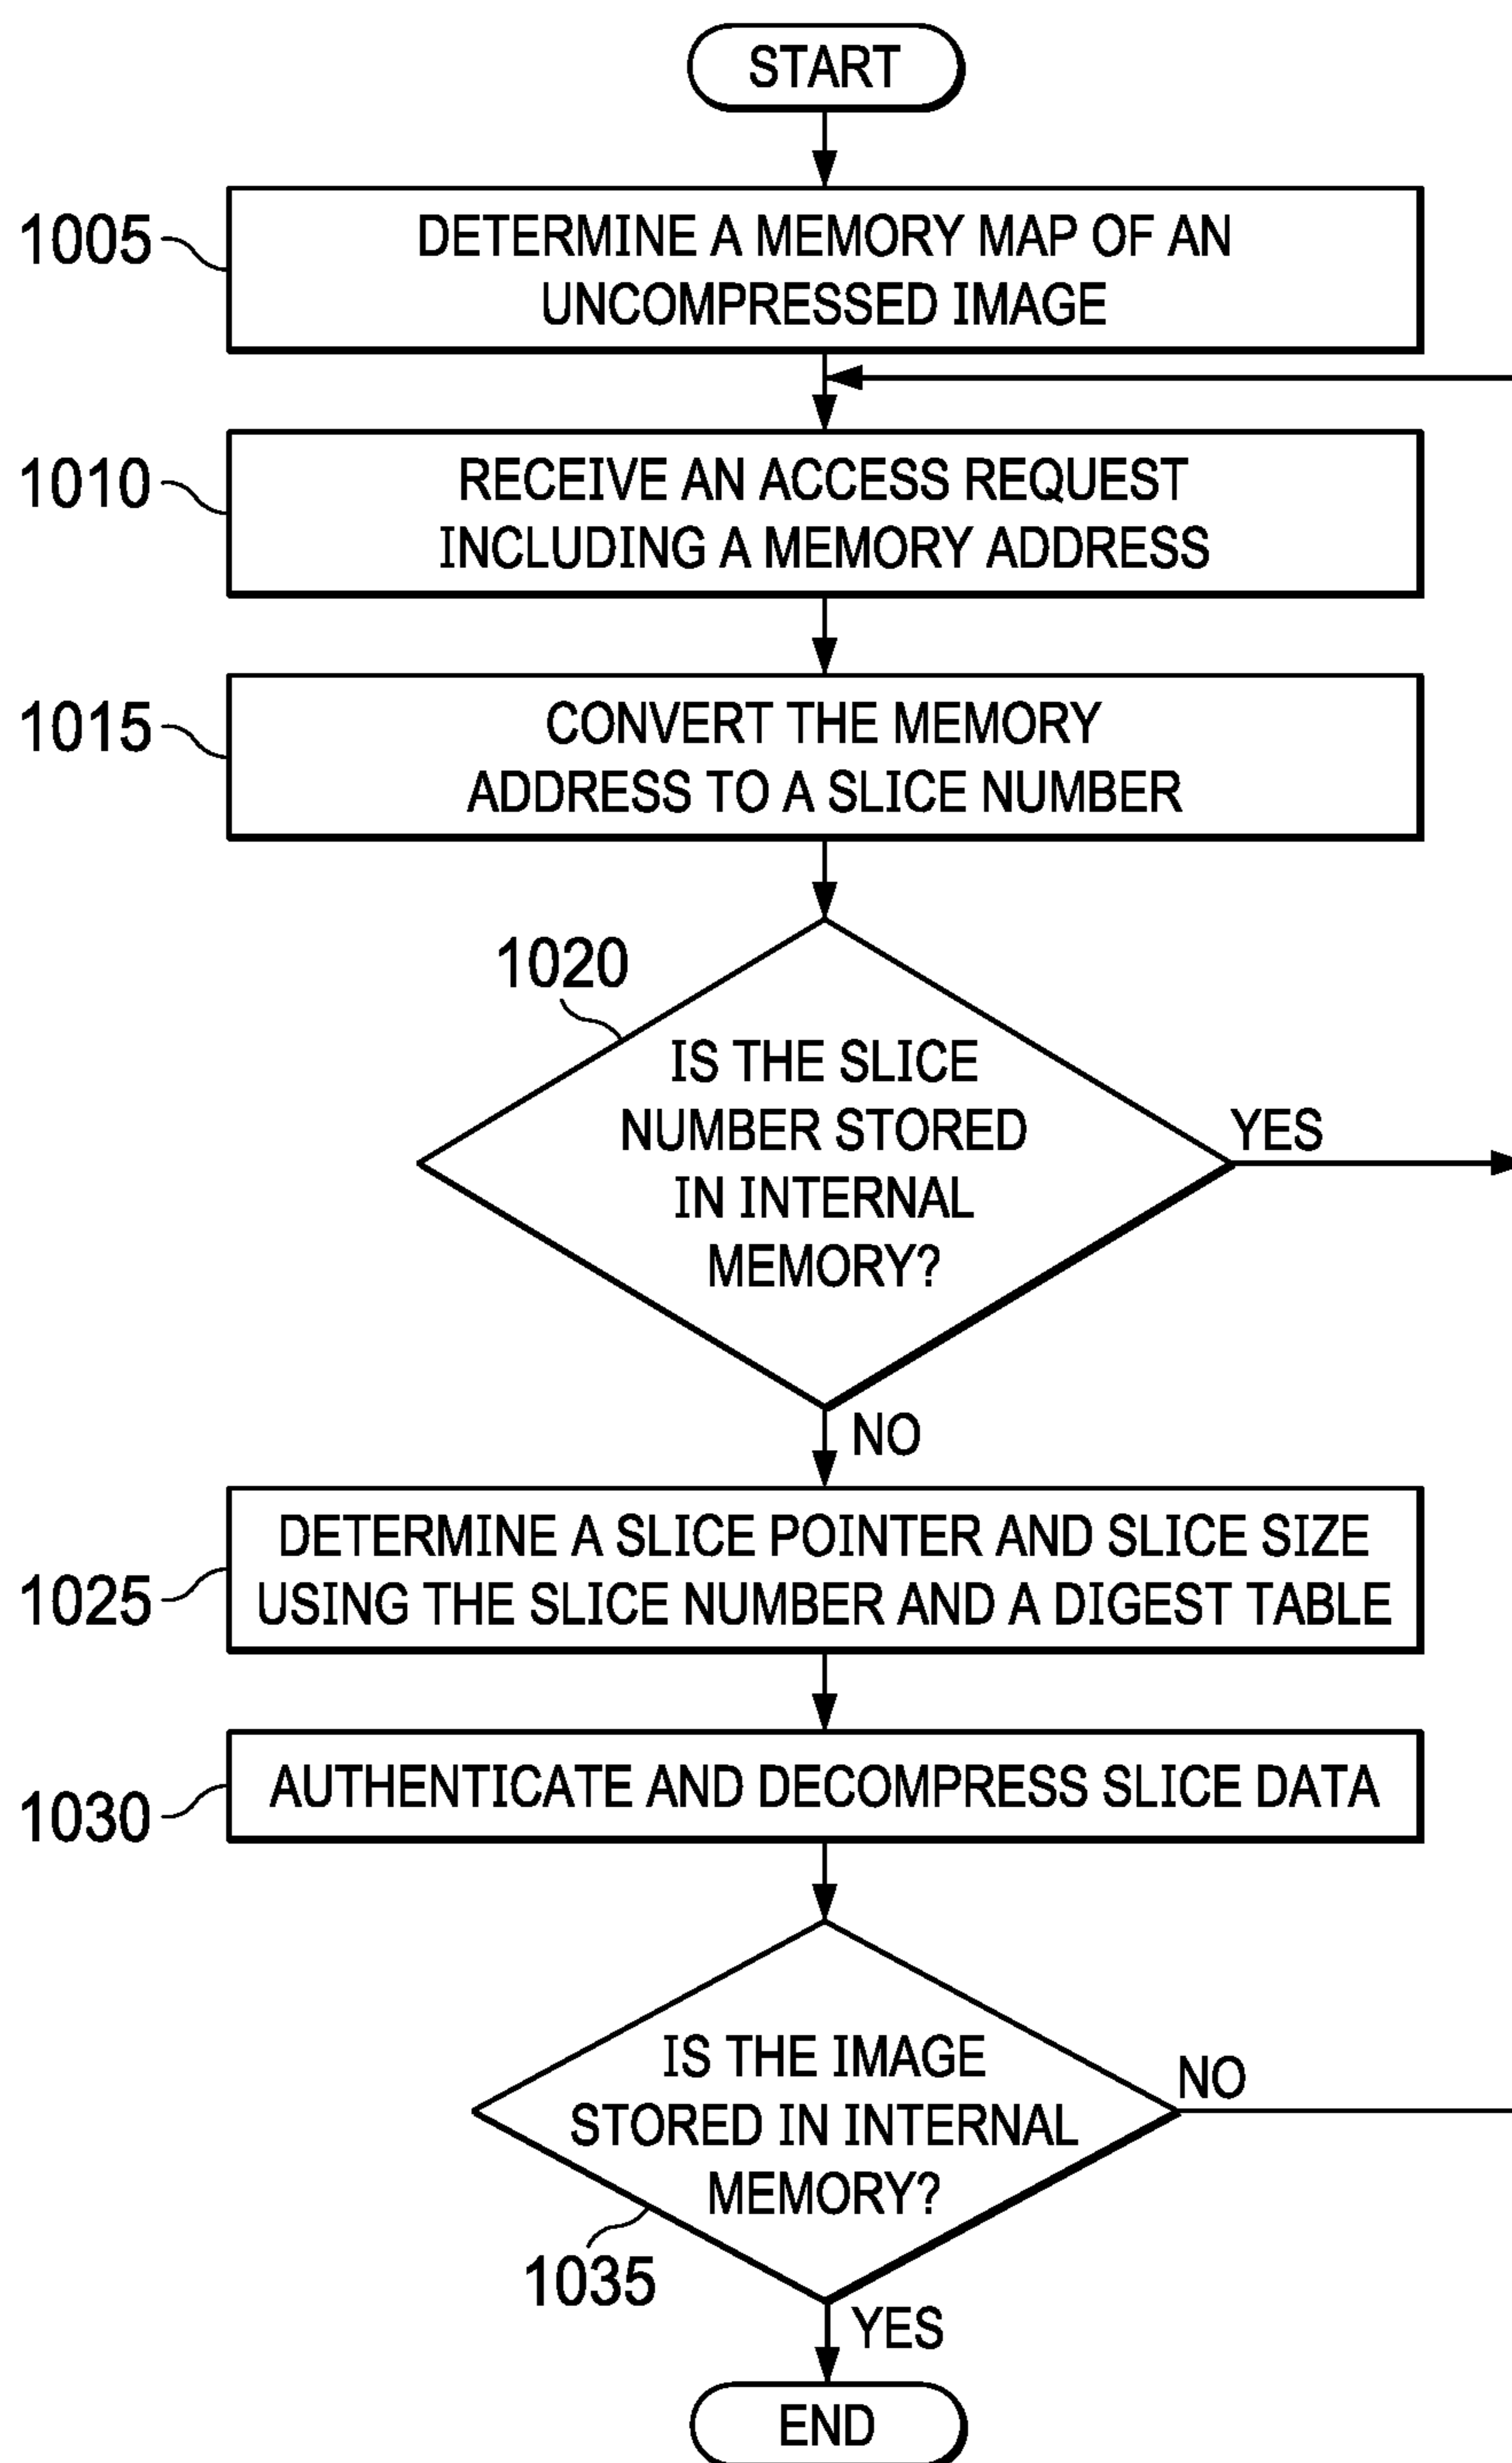 START
1005
DETERMINE A MEMORY MAP OF AN
UNCOMPRESSED IMAGE
1010
RECEIVE AN ACCESS REQUEST
INCLUDING A MEMORY ADDRESS
1015
CONVERT THE MEMORY
ADDRESS TO A SLICE NUMBER
1020
IS THE SLICE
NUMBER STORED
IN INTERNAL
MEMORY?
YES
NO
1025
DETERMINE A SLICE POINTER AND SLICE SIZE
USING THE SLICE NUMBER AND A DIGEST TABLE
1030
AUTHENTICATE AND DECOMPRESS SLICE DATA
IS THE IMAGE
STORED IN INTERNAL
MEMORY?
NO
1035
YES
END